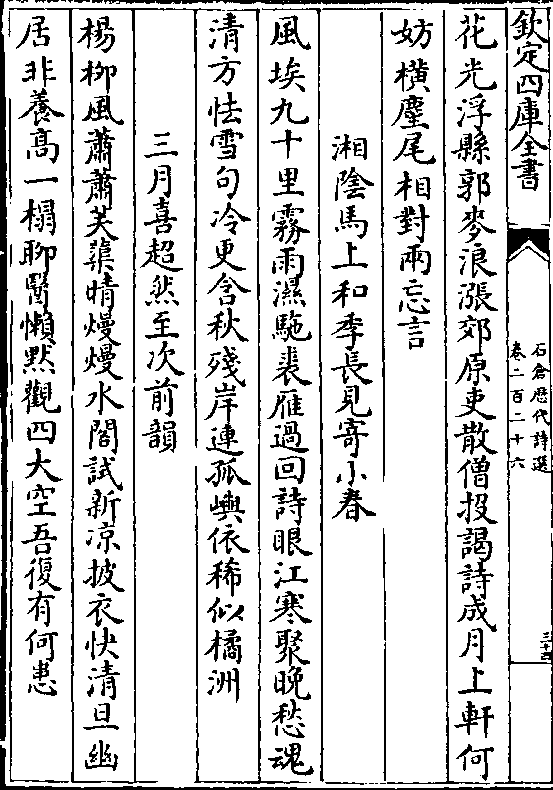 欽定四庫全書
石倉歷代詩選
卷二百二十六
三十四
花光浮縣郭麥浪漲郊原吏散僧投謁詩成月上軒何
妨橫麈尾相對兩忘言
湘陰馬上和季長見寄小春
風埃九十里霧雨濕駞裘雁過回詩眼江寒聚晚愁魂
清方怯雪句冷更含秋殘岸連孤嶼依稀似橘洲
三月喜超然至次前韻
楊柳風蕭蕭芙蕖晴熳熳水閣試新凉披衣快清旦幽
居非養高一榻聊醫懶黙觀四大空吾復有何患